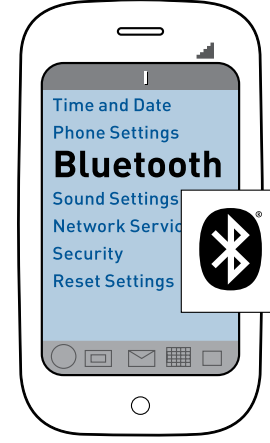 Time and Date
Phone Settings
Bluetooth
Sound Settings
Network Servic
Security
Reset Settings
®